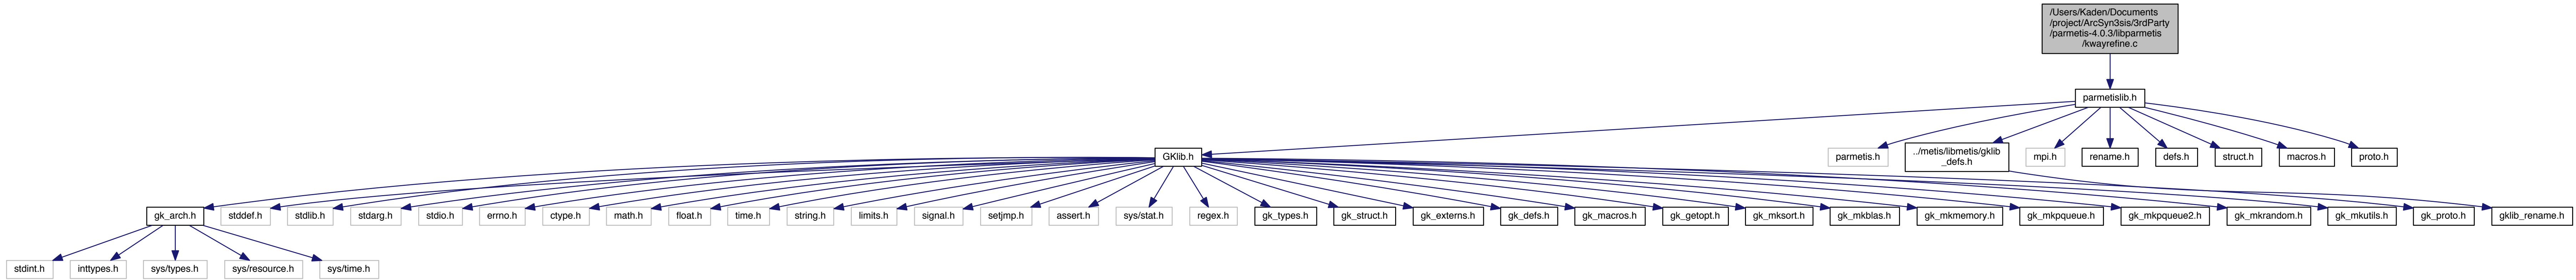 /Users/Kaden/Documents
/project/ArcSyn3sis/3rdParty
/parmetis-4.0.3/libparmetis
/kwayrefine.c
parmetislib.h
GKlib.h
parmetis.h
../metis/libmetis/gklib
_defs.h
mpi.h
rename.h
defs.h
struct.h
macros.h
proto.h
gk_arch.h
stddef.h
stdlib.h
stdarg.h
stdio.h
errno.h
ctype.h
math.h
float.h
time.h
string.h
limits.h
signal.h
setjmp.h
assert.h
sys/stat.h
regex.h
gk_types.h
gk_struct.h
gk_externs.h
gk_defs.h
gk_macros.h
gk_getopt.h
gk_mksort.h
gk_mkblas.h
gk_mkmemory.h
gk_mkpqueue.h
gk_mkpqueue2.h
gk_mkrandom.h
gk_mkutils.h
gk_proto.h
gklib_rename.h
stdint.h
inttypes.h
sys/types.h
sys/resource.h
sys/time.h